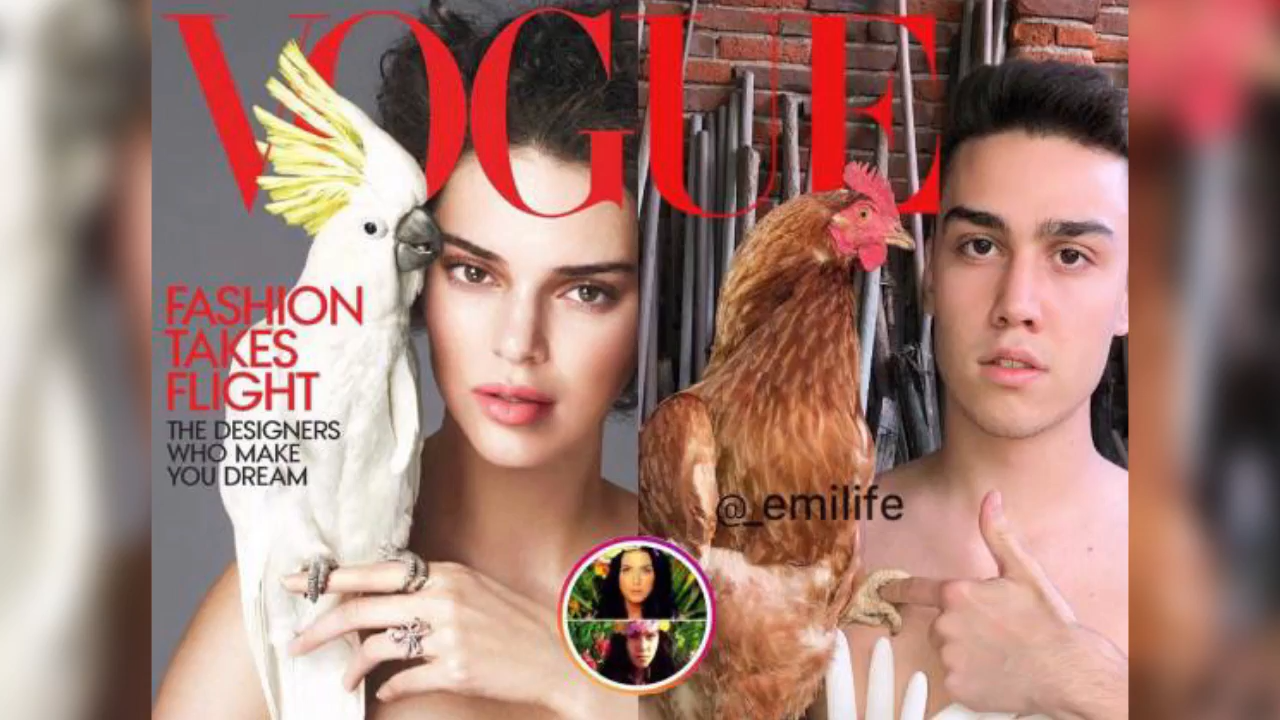 VOGUE
FASHION
TAKES
FLIGHT
THE DESIGNERS
WHO MAKE
YOU DREAM
@_emilife